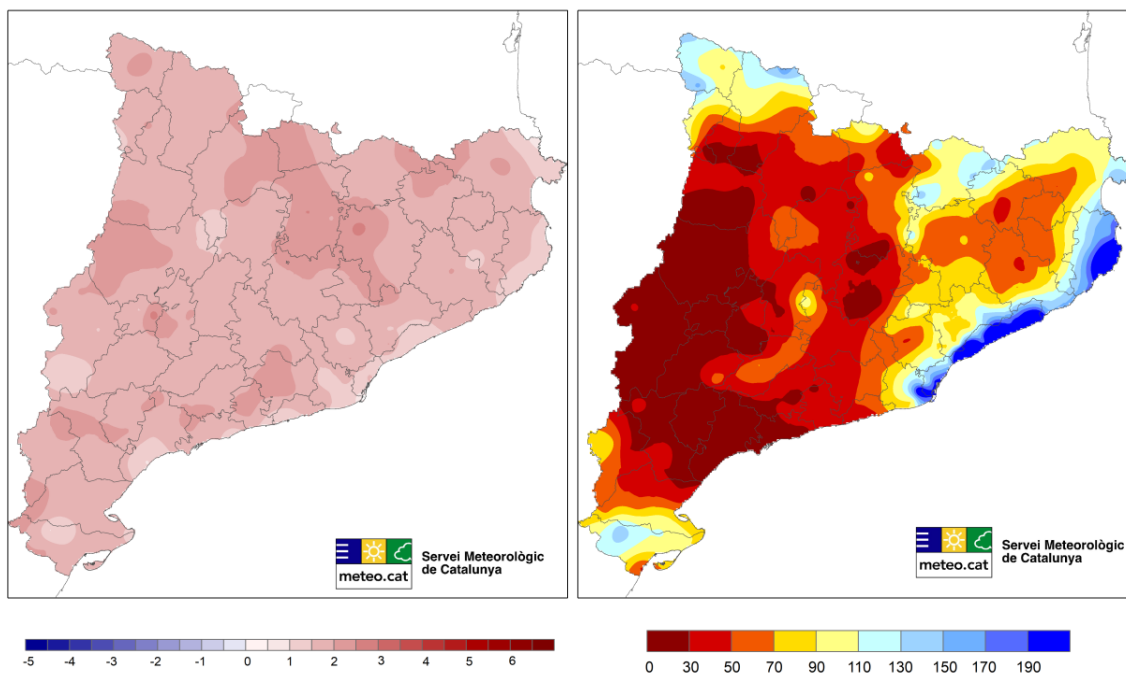 meteo.cat
Servei Meteorològic
de Catalunya
meteo.cat
Servei Meteorològic
de Catalunya
-5 -4 -3 -2 -1 0 1 2 3 4 5 6
0 30 50 70 90 110 130 150 170 190